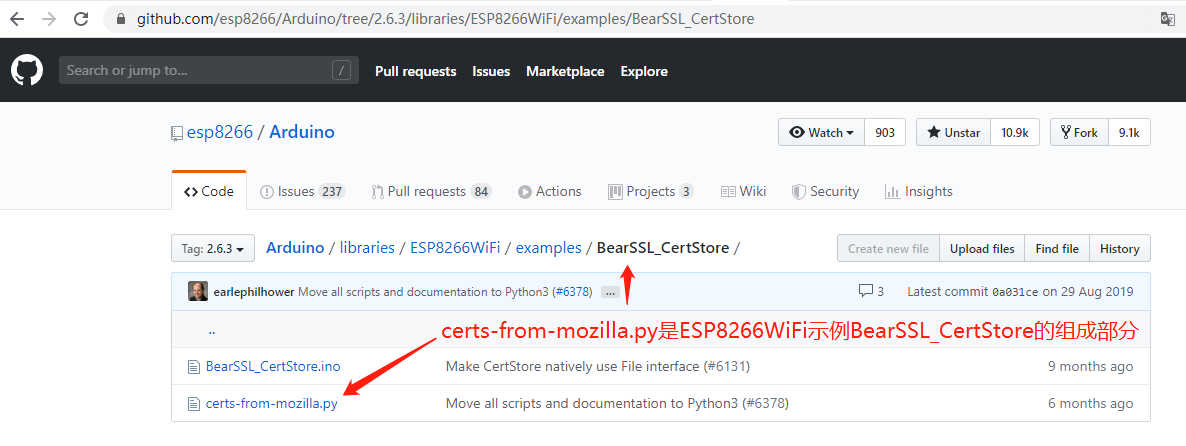 github.com/esp8266/Arduino/tree/2.6.3/libraries/ESP8266WiFi/examples/BearSSL_CertStore
Search or jump to... / Pull requests Issues Marketplace Explore
esp8266 / Arduino Watch 903 Unstar 10.9k Fork 9.1k
Code Issues 237 Pull requests 84 Actions Projects 3 Wiki Security Insights
Tag: 2.6.3 Arduino / libraries / ESP8266WiFi / examples / BearSSL_CertStore / Create new file Upload files Find file History
earlephilhower Move all scripts and documentation to Python3 (#6378) ... 3 Latest commit 0a031ce on 29 Aug 2019
..
certs-from-mozilla.py是ESP8266WiFi示例BearSSL_CertStore的组成部分
BearSSL_CertStore.ino Make CertStore natively use File interface (#6131) 9 months ago
certs-from-mozilla.py Move all scripts and documentation to Python3 (#6378) 6 months ago